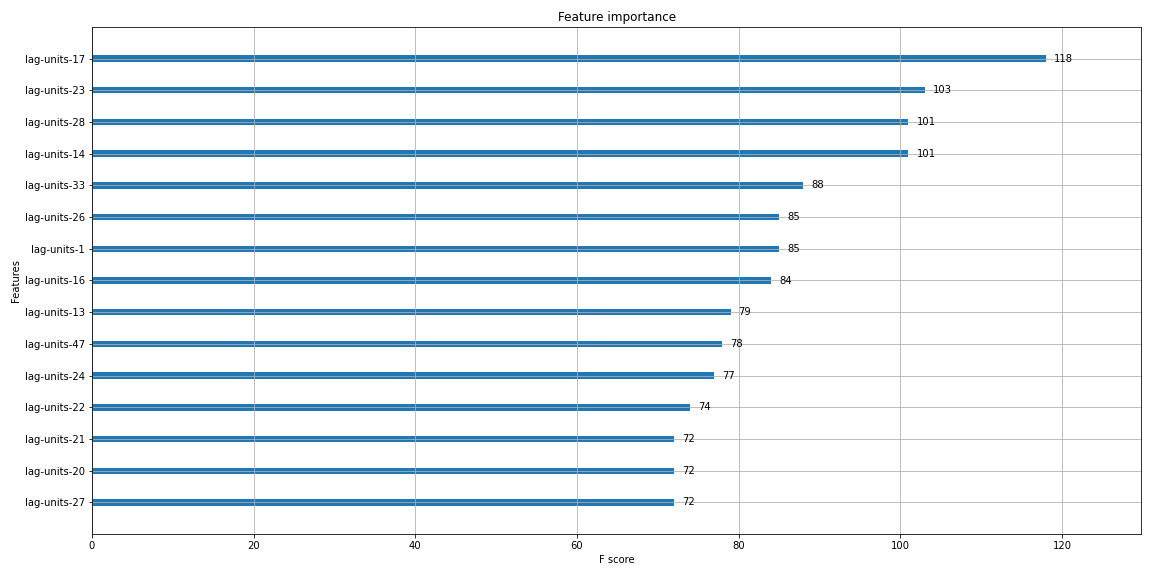 Feature importance
Features
lag-units-17 118
lag-units-23 103
lag-units-28 101
lag-units-14 101
lag-units-33 88
lag-units-26 85
lag-units-1 85
lag-units-16 84
lag-units-13 79
lag-units-47 78
lag-units-24 77
lag-units-22 74
lag-units-21 72
lag-units-20 72
lag-units-27 72
0 20 40 60 80 100 120
F score